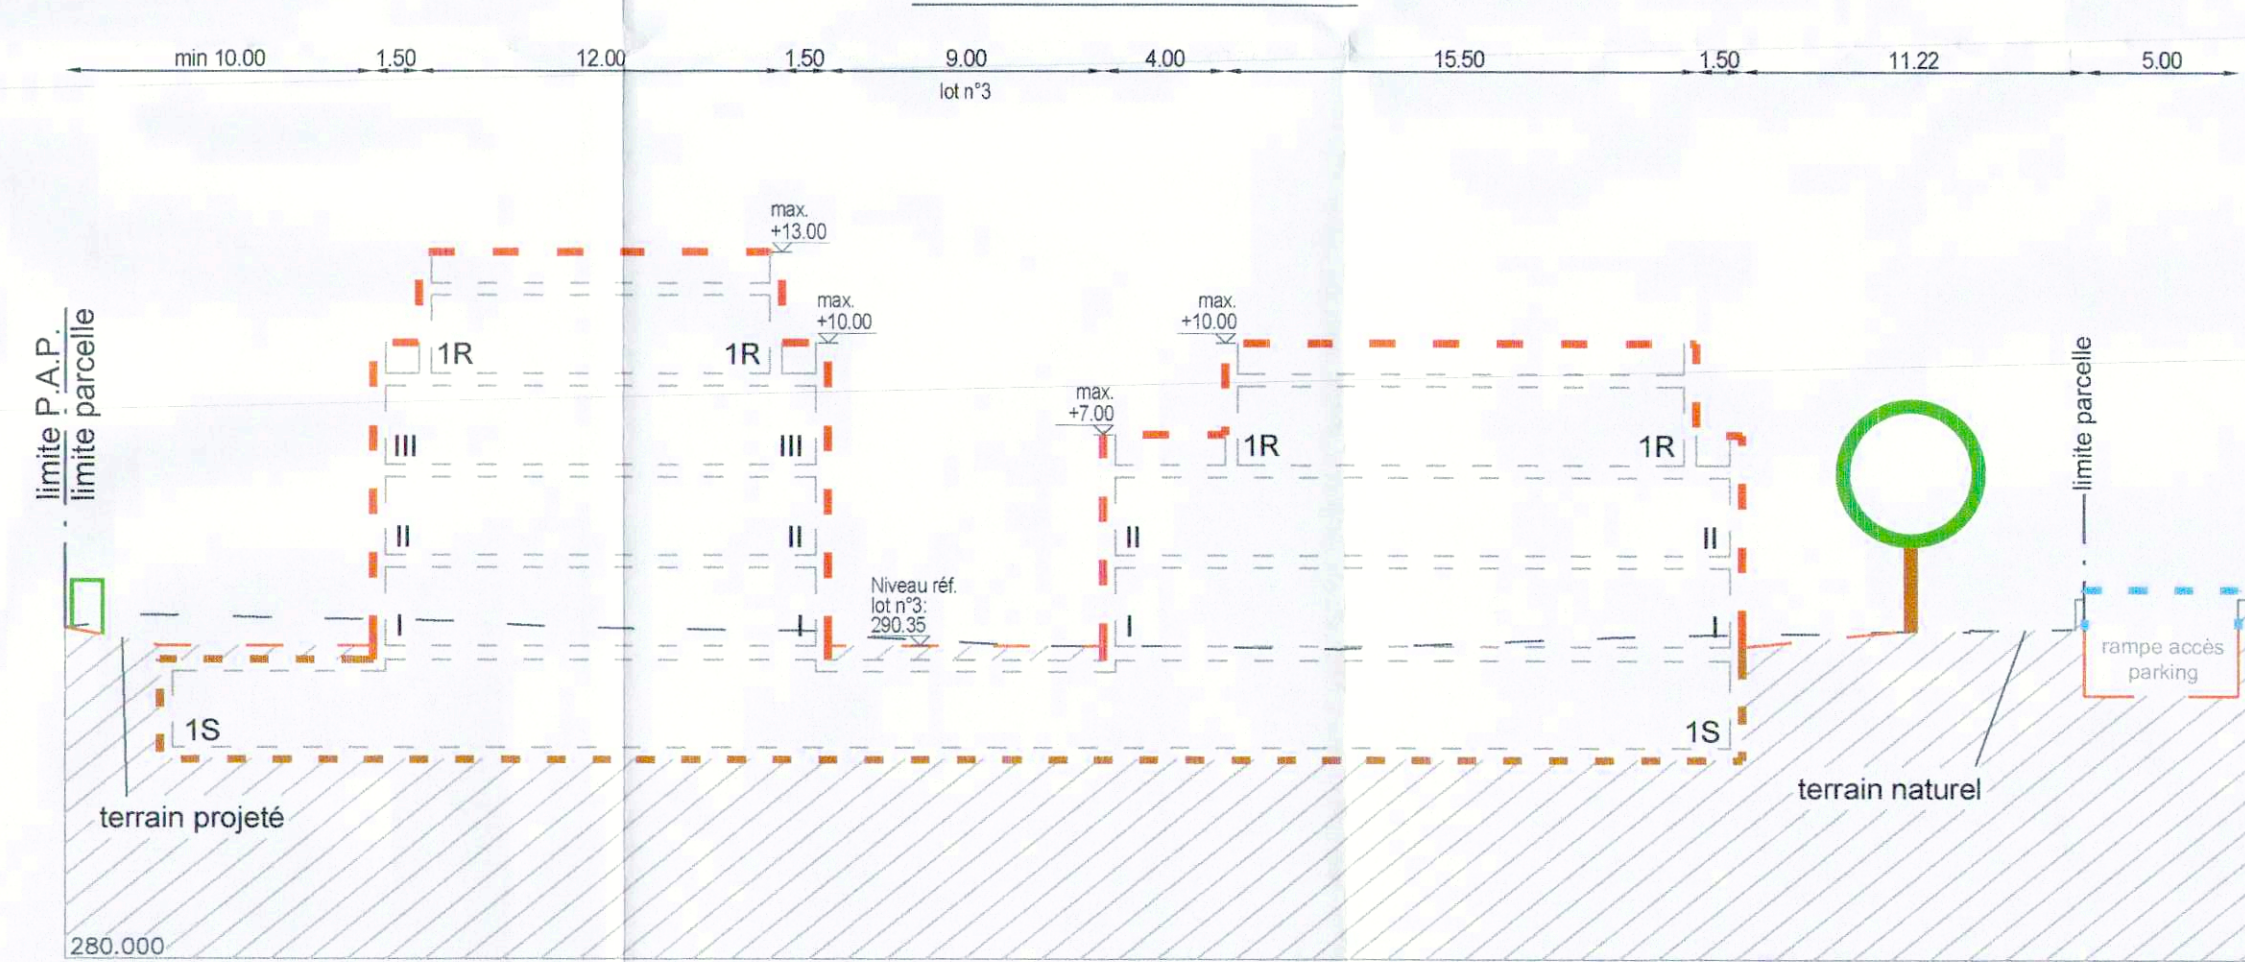 min 10.00 1.50 12.00 1.50 9.00 4.00 15.50 1.50 11.22 5.00
lot n°3
max.
+13.00
max.
+10.00
max.
+10.00
max.
+7.00
limite P.A.P.
limite parcelle
limite parcelle
1R 1R
III III
1R 1R
II II II II
Niveau réf.
lot n°3:
290.35
I I I I
rampe accès
parking
1S 1S
terrain projeté
terrain naturel
280.000